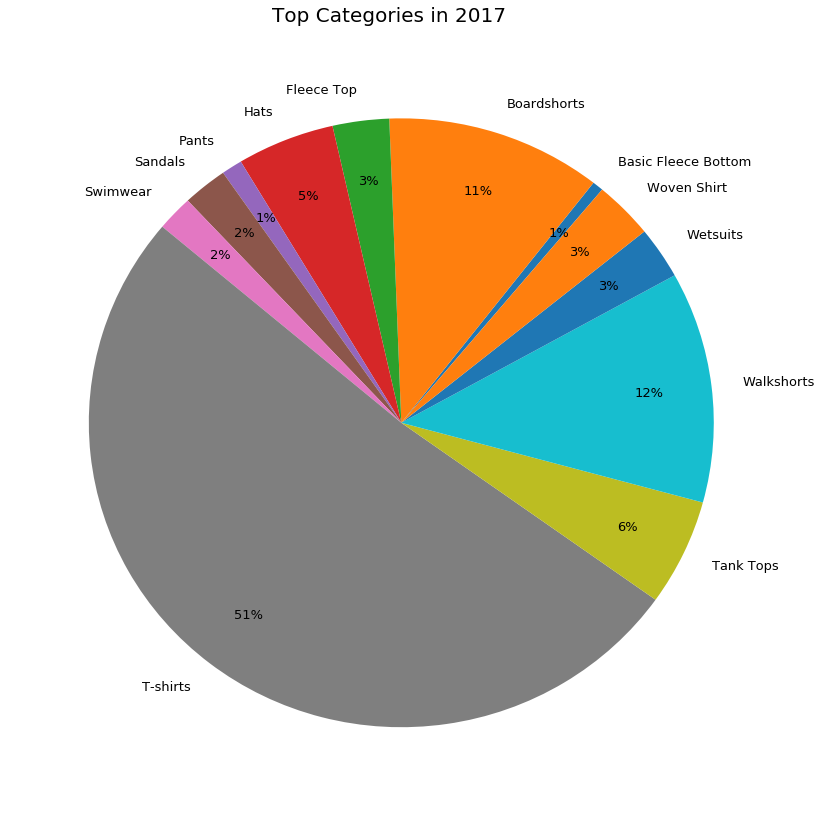 Top Categories in 2017
Fleece Top
Boardshorts
Hats
Pants
Sandals
Swimwear
Basic Fleece Bottom
Woven Shirt
Wetsuits
Walkshorts
Tank Tops
T-shirts
3%
11%
5%
1%
2%
2%
1%
3%
3%
12%
6%
51%